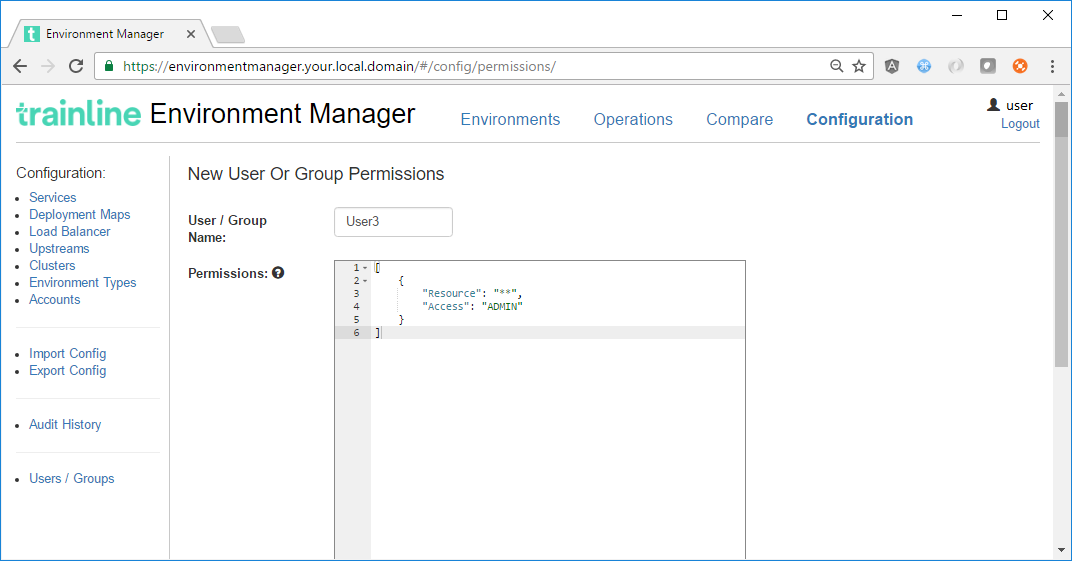 Environment Manager
https://environmentmanager.your.local.domain/#/config/permissions/
trainline Environment Manager
Environments
Operations
Compare
Configuration
user
Logout
Configuration:
Services
Deployment Maps
Load Balancer
Upstreams
Clusters
Environment Types
Accounts
Import Config
Export Config
Audit History
Users / Groups
New User Or Group Permissions
User / Group
Name:
User3
Permissions:
1 [
2 {
3 "Resource": "**",
4 "Access": "ADMIN"
5 }
6 ]